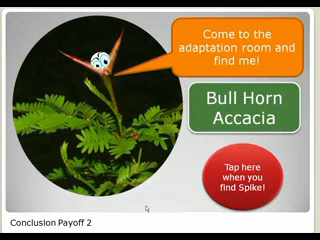 Come to the
adaptation room and
find me!
Bull Horn
Accacia
Tap here
when you
find Spike!
Conclusion Payoff 2